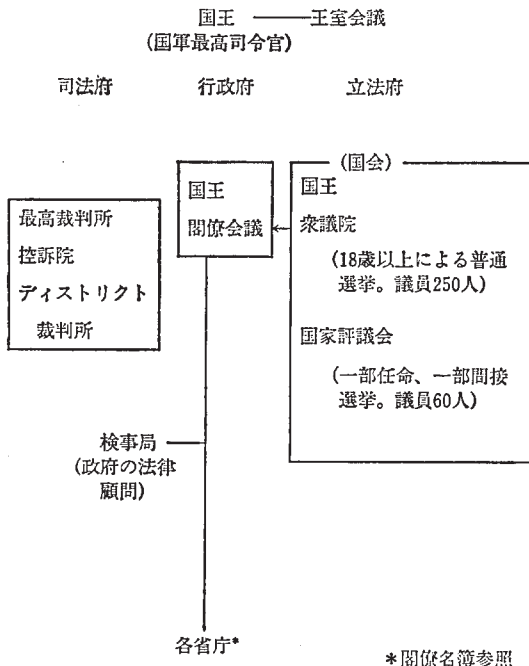 国王 王室会議
(国軍最高司令官)
司法府 行政府 立法府
最高裁判所
控訴院
ディストリクト
裁判所
国王
閣僚会議
(国会)
国王
衆議院
(18歳以上による普通
選挙。議員250人)
国家評議会
(一部任命、一部間接
選挙。議員60人)
検事局
(政府の法律
顧問)
各省庁*
*閣僚名簿参照